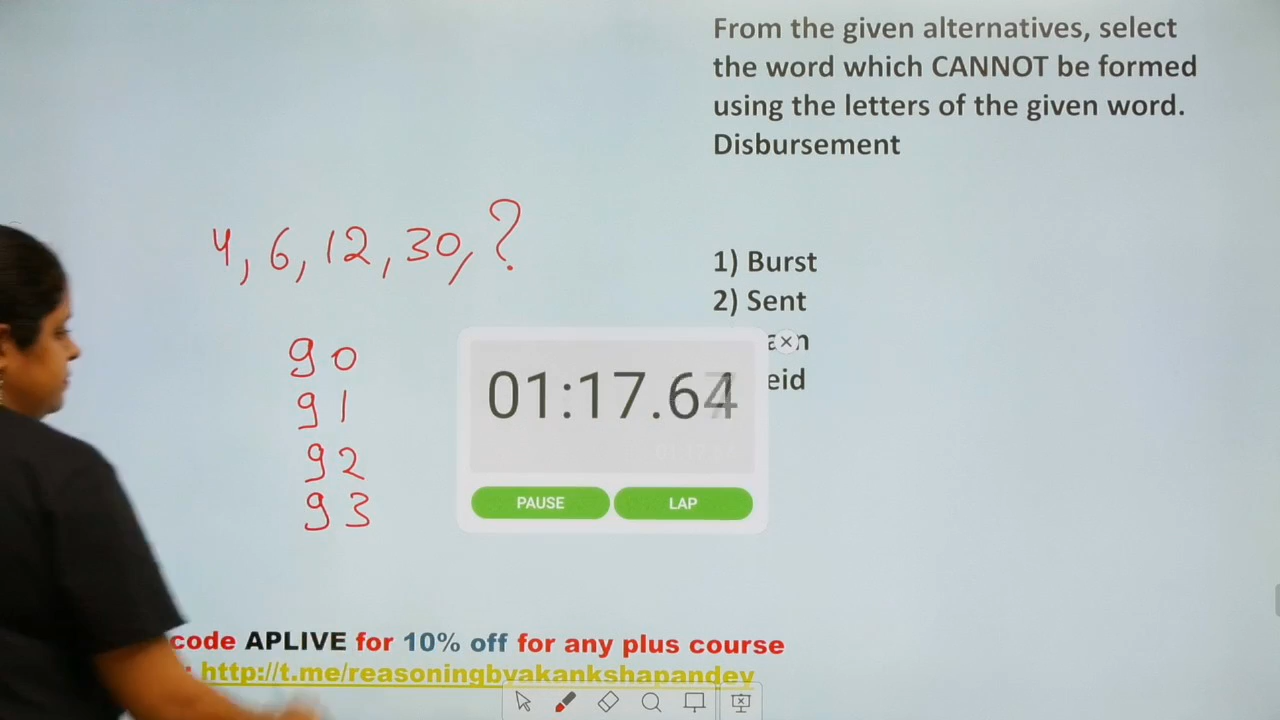 From the given alternatives, select
the word which CANNOT be formed
using the letters of the given word.
Disbursement
4, 6, 12, 30, ?
1) Burst
2) Sent
90
91
92
93
01:17.64
PAUSE
LAP
code APLIVE for 10% off for any plus course
: http://t.me/reasoningbyakankshapandey